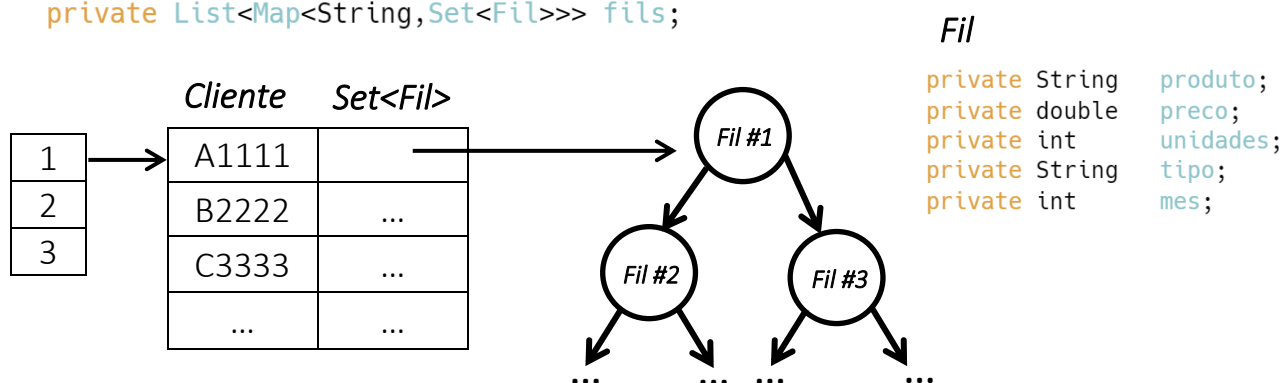 private List<Map<String,Set<Fil>>> fils;
Fil
private String produto;
private double preco;
private int unidades;
private String tipo;
private int mes;
Cliente Set<Fil>
1
2
3
A1111
B2222 ...
C3333 ...
... ...
Fil #1
Fil #2 Fil #3
... ... ... ...